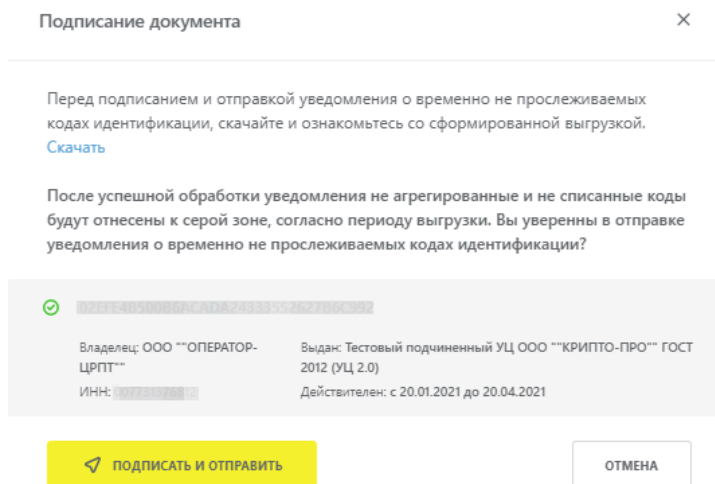 Подписание документа
Перед подписанием и отправкой уведомления о временно не прослеживаемых
кодах идентификации, скачайте и ознакомьтесь со сформированной выгрузкой.
Скачать
После успешной обработки уведомления не агрегированные и не списанные коды
будут отнесены к серой зоне, согласно периоду выгрузки. Вы уверенны в отправке
уведомления о временно не прослеживаемых кодах идентификации?
Владелец: ООО ""ОПЕРАТОР-
ЦРПТ""
ИНН:
Выдан: Тестовый подчиненный УЦ ООО ""КРИПТО-ПРО"" ГОСТ
2012 (УЦ 2.0)
Действителен: с 20.01.2021 до 20.04.2021
ПОДПИСАТЬ И ОТПРАВИТЬ
ОТМЕНА